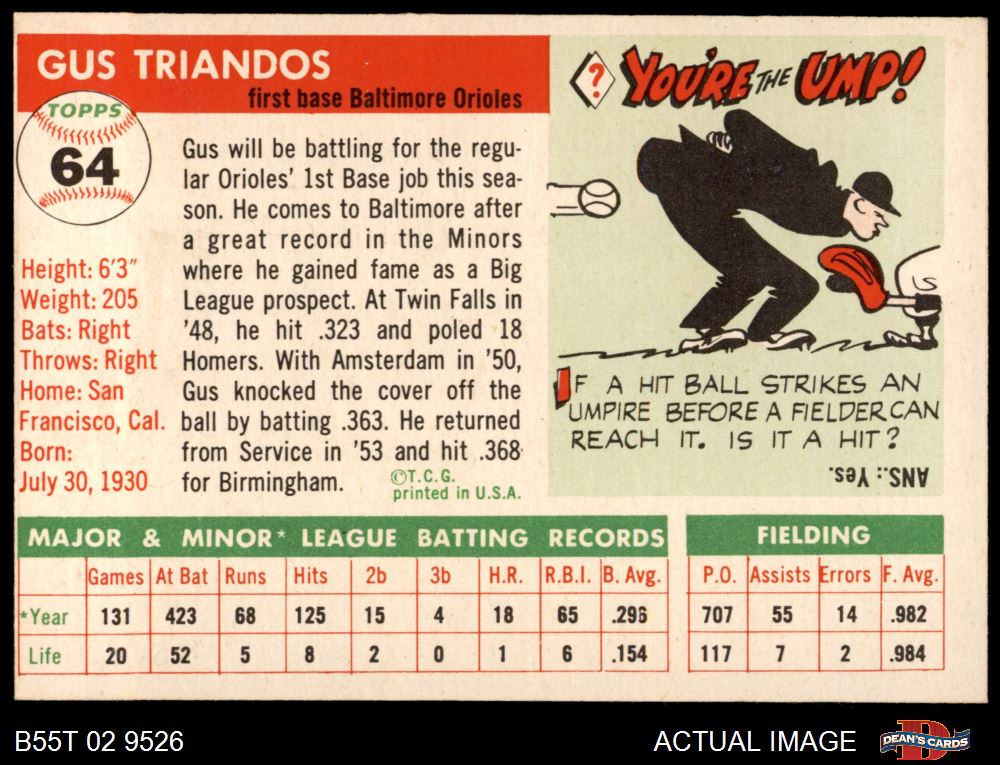 GUS TRIANDOS
first base Baltimore Orioles
TOPPS
64
Height: 6'3"
Weight: 205
Bats: Right
Throws: Right
Home: San
Francisco, Cal.
Born:
July 30, 1930
Gus will be battling for the regu-
lar Orioles' 1st Base job this sea-
son. He comes to Baltimore after
a great record in the Minors
where he gained fame as a Big
League prospect. At Twin Falls in
'48, he hit .323 and poled 18
Homers. With Amsterdam in '50,
Gus knocked the cover off the
ball by batting .363. He returned
from Service in '53 and hit .368
for Birmingham.
©T.C.G.
printed in U.S.A.
? YOU'RE THE UMP!
IF A HIT BALL STRIKES AN
UMPIRE BEFORE A FIELDER CAN
REACH IT. IS IT A HIT?
ANS.: Yes.
MAJOR & MINOR* LEAGUE BATTING RECORDS
Games At Bat Runs Hits 2b 3b H.R. R.B.I. B. Avg.
*Year 131 423 68 125 15 4 18 65 .296
Life 20 52 5 8 2 0 1 6 .154
FIELDING
P.O. Assists Errors F. Avg.
707 55 14 .982
117 7 2 .984
B55T 02 9526
ACTUAL IMAGE
DEAN'S CARDS